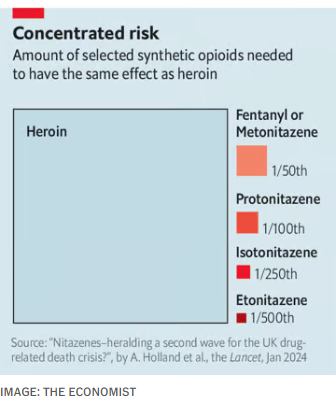 Concentrated risk
Amount of selected synthetic opioids needed
to have the same effect as heroin
Heroin
Fentanyl or
Metonitazene
1/50th
Protonitazene
1/100th
Isotonitazene
1/250th
Etonitazene
1/500th
Source: "Nitazenes–heralding a second wave for the UK drug-
related death crisis?", by A. Holland et al., the Lancet, Jan 2024
IMAGE: THE ECONOMIST